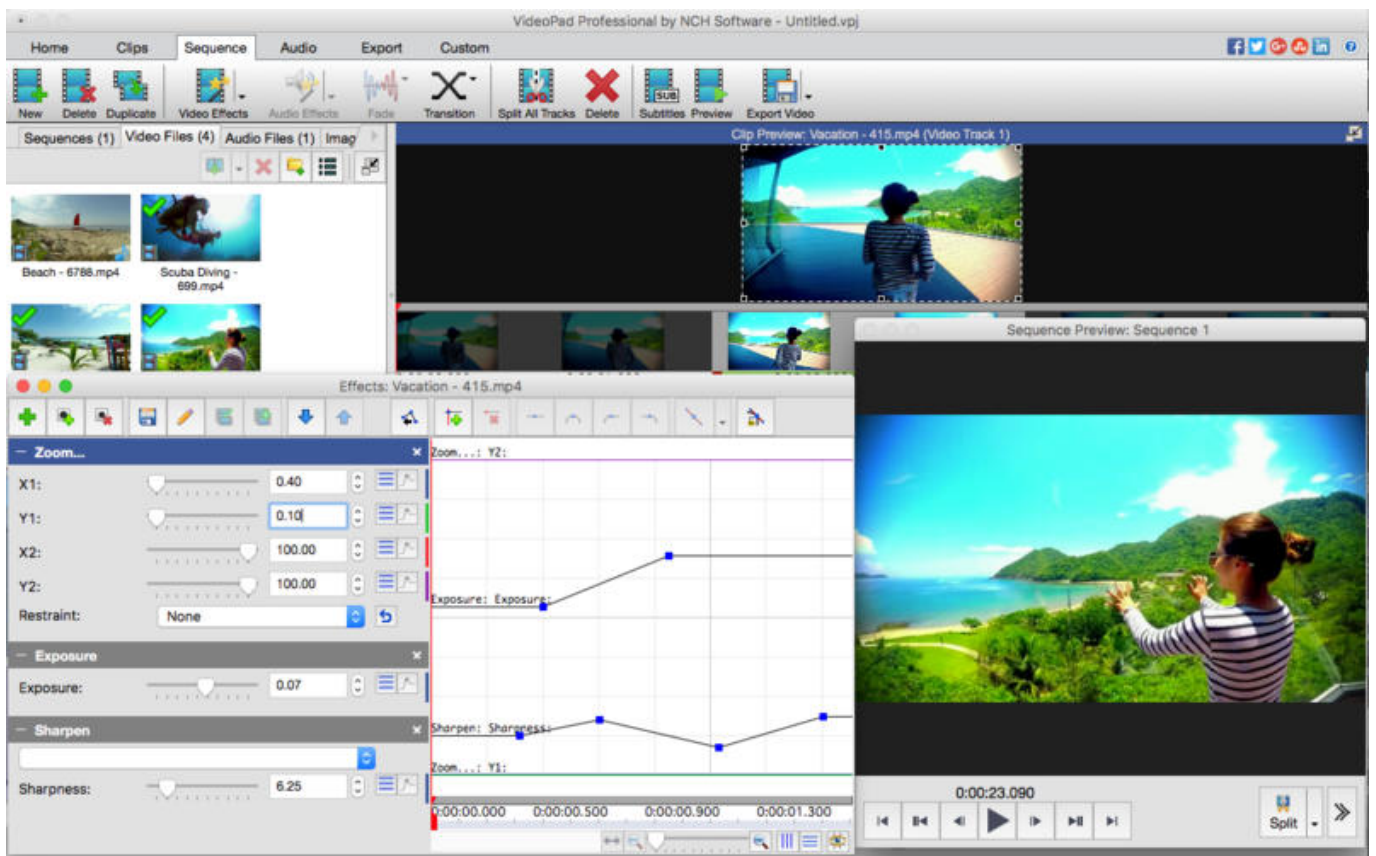 VideoPad Professional by NCH Software - Untitled.vpj
Home Clips Sequence Audio Export Custom
New Delete Duplicate Video Effects Audio Effects Fade Transition Split All Tracks Delete Subtitles Preview Export Video
SUB
Sequences (1) Video Files (4) Audio Files (1) Imag
Clip Preview: Vacation - 415.mp4 (Video Track 1)
Beach - 6788.mp4
Scuba Diving -
699.mp4
Sequence Preview: Sequence 1
Effects: Vacation - 415.mp4
Zoom...
X1: 0.40
Y1: 0.10
X2: 100.00
Y2: 100.00
Restraint: None
Exposure
Exposure: 0.07
Sharpen
Sharpness: 6.25
Zoom...: Y2:
Exposure: Exposure:
Sharpen: Sharpness:
Zoom...: Y1:
0:00:00.000 0:00:00.500 0:00:00.900 0:00:01.300
0:00:23.090
Split